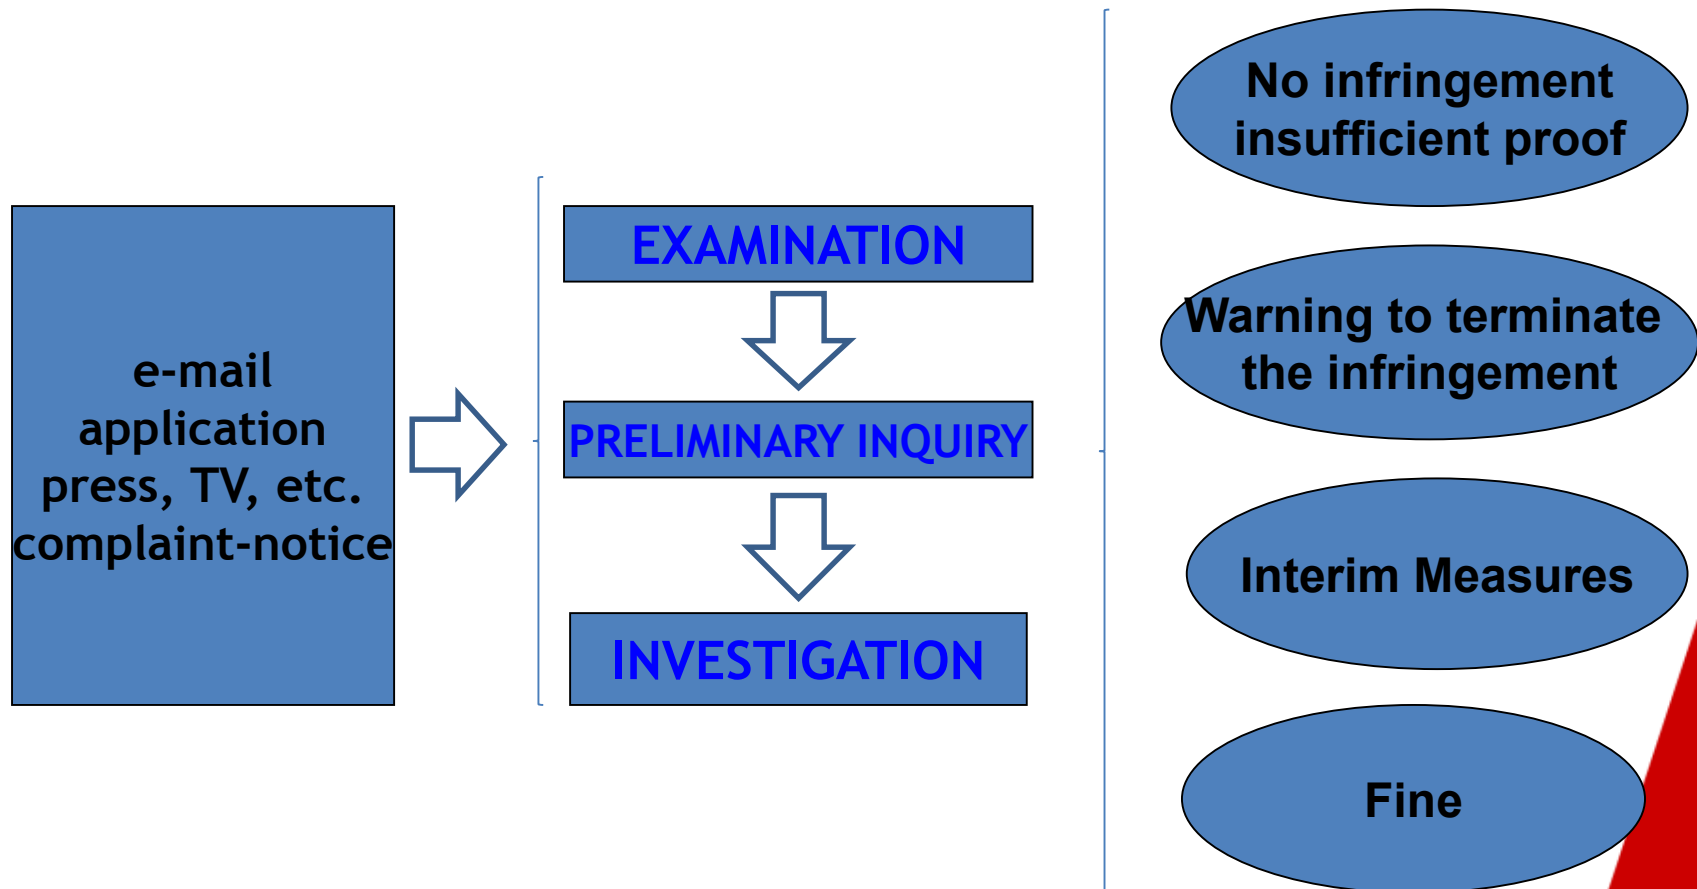 e-mail
application
press, TV, etc.
complaint-notice
EXAMINATION
PRELIMINARY INQUIRY
INVESTIGATION
No infringement
insufficient proof
Warning to terminate
the infringement
Interim Measures
Fine